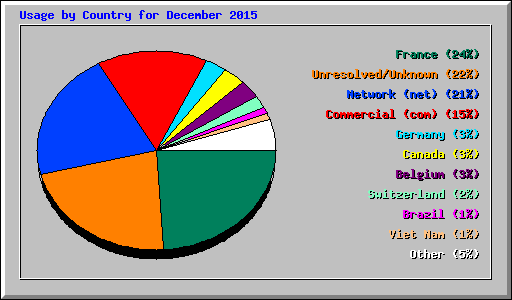 Usage by Country for December 2015
France (24%)
Unresolved/Unknown (22%)
Network (net) (21%)
Commercial (com) (15%)
Germany (3%)
Canada (3%)
Belgium (3%)
Switzerland (2%)
Brazil (1%)
Viet Nam (1%)
Other (5%)